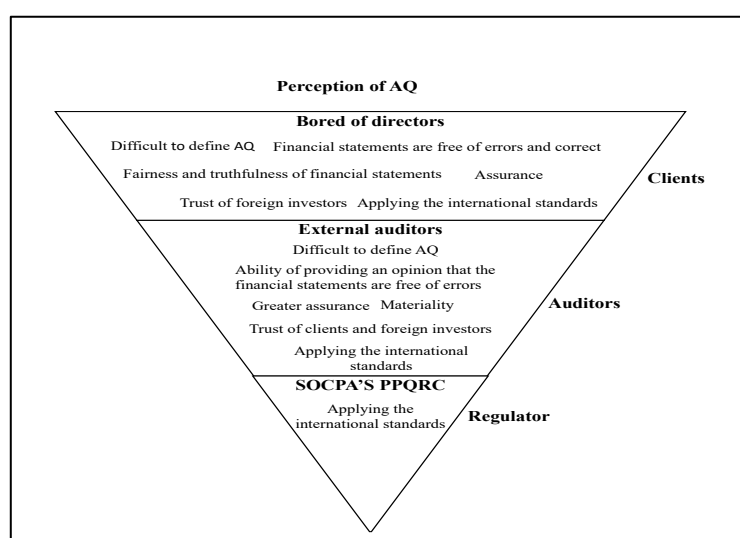 Perception of AQ
Bored of directors
Difficult to define AQ Financial statements are free of errors and correct
Fairness and truthfulness of financial statements Assurance
Clients
Trust of foreign investors Applying the international standards
External auditors
Difficult to define AQ
Ability of providing an opinion that the
financial statements are free of errors
Greater assurance Materiality
Auditors
Trust of clients and foreign investors
Applying the international
standards
SOCPA'S PPQRC
Applying the
international standards
Regulator